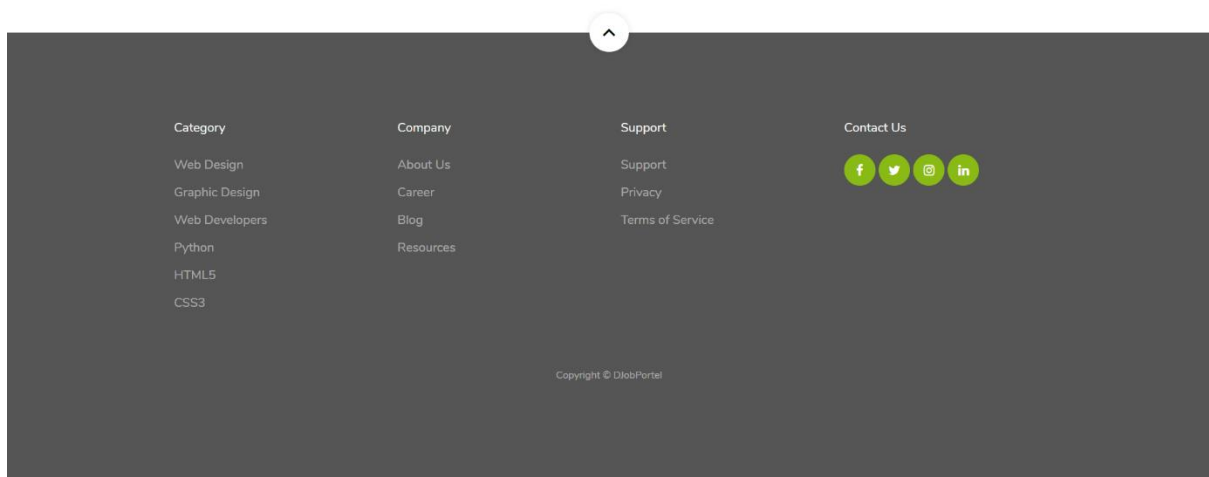 Category
Web Design
Graphic Design
Web Developers
Python
HTML5
CSS3
Company
About Us
Career
Blog
Resources
Support
Support
Privacy
Terms of Service
Contact Us
Copyright © DJobPortel